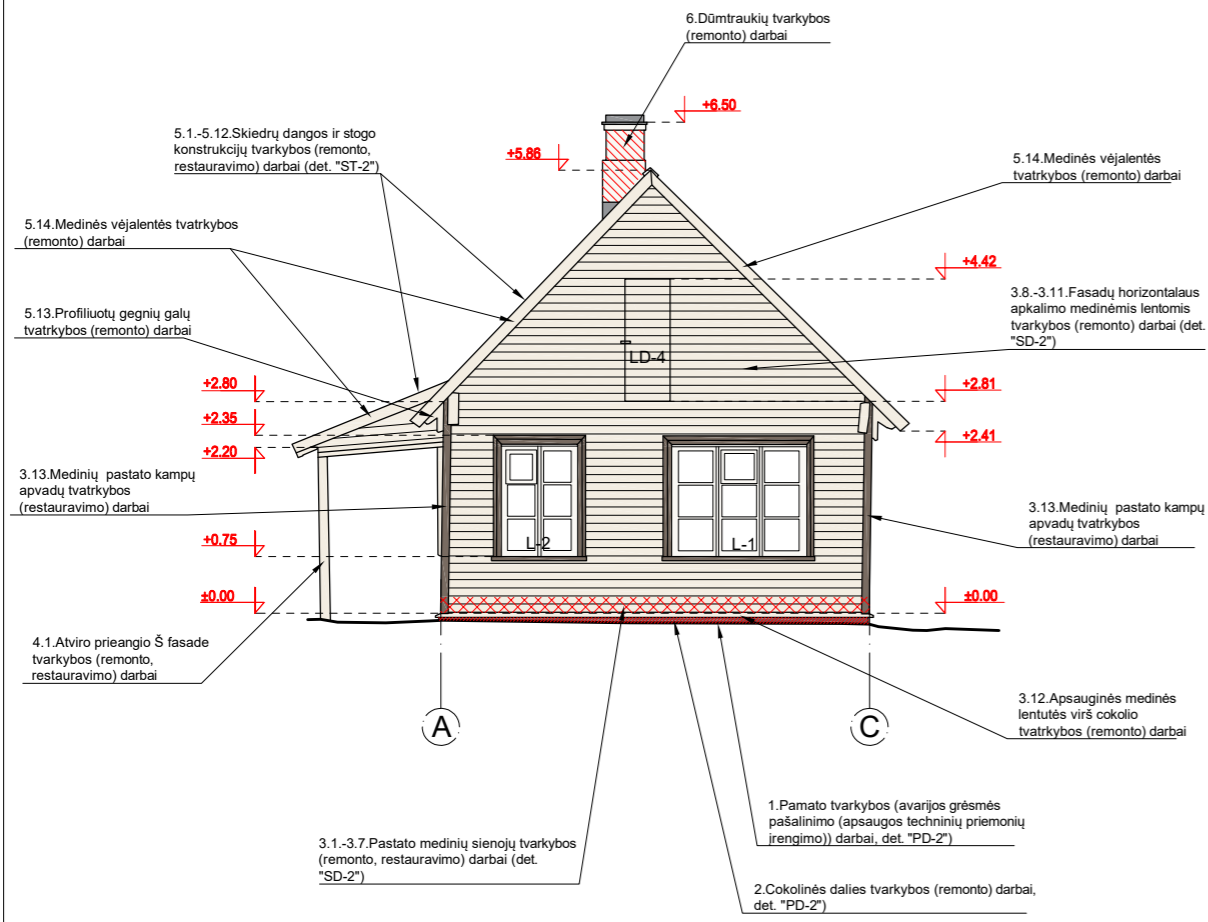 6.Dūmtraukių tvarkybos
(remonto) darbai
+6.50
5.1.-5.12.Skiedrų dangos ir stogo
konstrukcijų tvarkybos (remonto,
restauravimo) darbai (det. "ST-2")
+5.86
5.14.Medinės vėjalentės
tvatrkybos (remonto) darbai
5.14.Medinės vėjalentės tvatrkybos
(remonto) darbai
+4.42
3.8.-3.11.Fasadų horizontalaus
apkalimo medinėmis lentomis
tvarkybos (remonto) darbai (det.
"SD-2")
5.13.Profiliuotų gegnių galų
tvatrkybos (remonto) darbai
LD-4
+2.80
+2.81
+2.35
+2.41
+2.20
3.13.Medinių pastato kampų
apvadų tvatrkybos
(restauravimo) darbai
3.13.Medinių pastato kampų
apvadų tvatrkybos
(restauravimo) darbai
L-2
L-1
+0.75
±0.00
±0.00
4.1.Atviro prieangio Š fasade
tvarkybos (remonto,
restauravimo) darbai
3.12.Apsauginės medinės
lentutės virš cokolio
tvatrkybos (remonto) darbai
A
C
1.Pamato tvarkybos (avarijos grėsmės
pašalinimo (apsaugos techninių priemonių
įrengimo)) darbai, det. "PD-2")
3.1.-3.7.Pastato medinių sienojų tvarkybos
(remonto, restauravimo) darbai (det.
"SD-2")
2.Cokolinės dalies tvarkybos (remonto) darbai,
det. "PD-2")